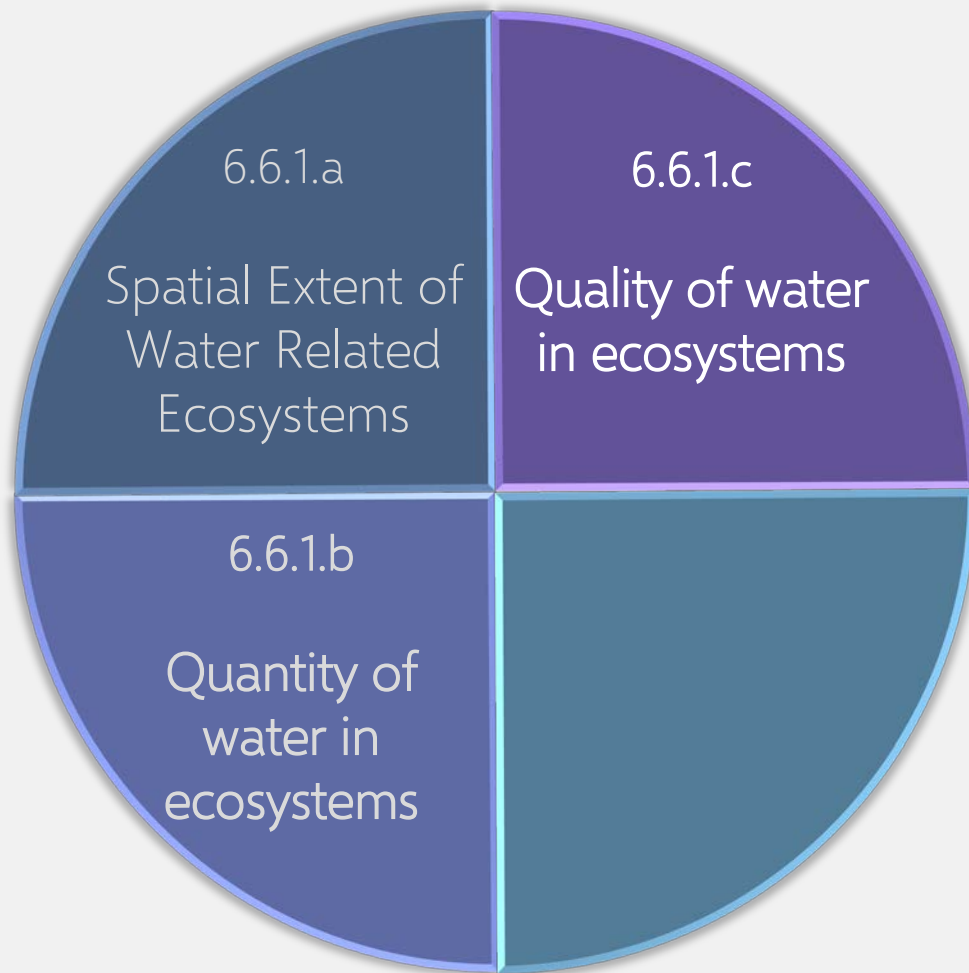 6.6.1.a
Spatial Extent of
Water Related
Ecosystems
6.6.1.c
Quality of water
in ecosystems
6.6.1.b
Quantity of
water in
ecosystems